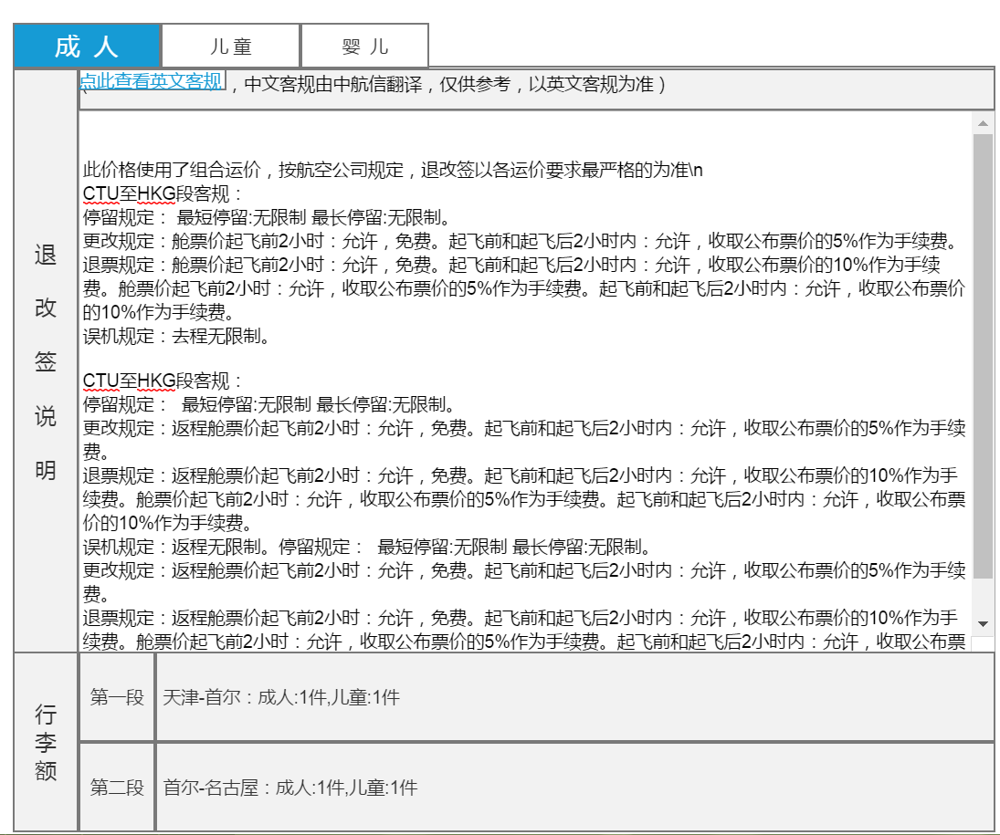 成 人
儿 童
婴 儿
(点此查看英文客规，中文客规由中航信翻译，仅供参考，以英文客规为准）
退
改
签
说
明
此价格使用了组合运价，按航空公司规定，退改签以各运价要求最严格的为准\n
CTU至HKG段客规：
停留规定： 最短停留:无限制 最长停留:无限制。
更改规定：舱票价起飞前2小时：允许，免费。起飞前和起飞后2小时内：允许，收取公布票价的5%作为手续费。
退票规定：舱票价起飞前2小时：允许，免费。起飞前和起飞后2小时内：允许，收取公布票价的10%作为手续
费。舱票价起飞前2小时：允许，收取公布票价的5%作为手续费。起飞前和起飞后2小时内：允许，收取公布票价
的10%作为手续费。
误机规定：去程无限制。
CTU至HKG段客规：
停留规定： 最短停留:无限制 最长停留:无限制。
更改规定：返程舱票价起飞前2小时：允许，免费。起飞前和起飞后2小时内：允许，收取公布票价的5%作为手续
费。
退票规定：返程舱票价起飞前2小时：允许，免费。起飞前和起飞后2小时内：允许，收取公布票价的10%作为手
续费。舱票价起飞前2小时：允许，收取公布票价的5%作为手续费。起飞前和起飞后2小时内：允许，收取公布票
价的10%作为手续费。
误机规定：返程无限制。停留规定： 最短停留:无限制 最长停留:无限制。
更改规定：返程舱票价起飞前2小时：允许，免费。起飞前和起飞后2小时内：允许，收取公布票价的5%作为手续
费。
退票规定：返程舱票价起飞前2小时：允许，免费。起飞前和起飞后2小时内：允许，收取公布票价的10%作为手
续费。舱票价起飞前2小时：允许，收取公布票价的5%作为手续费。起飞前和起飞后2小时内：允许，收取公布票
行
李
额
第一段
天津-首尔：成人:1件,儿童:1件
第二段
首尔-名古屋：成人:1件,儿童:1件